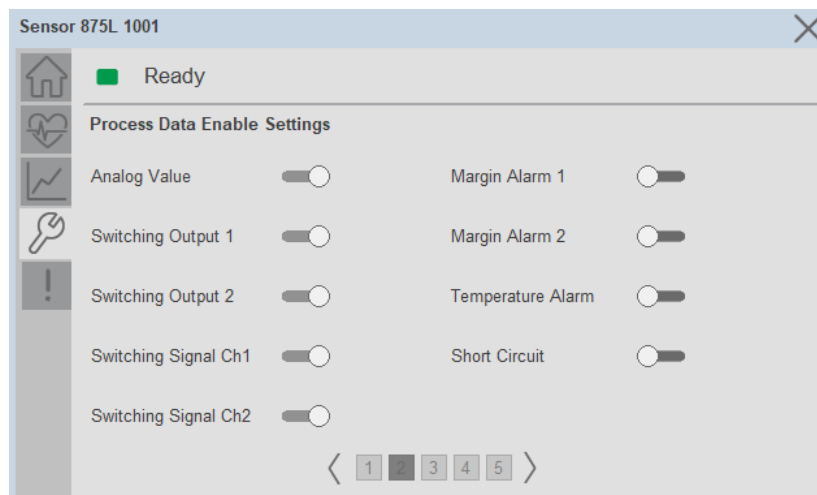 Sensor 875L 1001
Ready
Process Data Enable Settings
Analog Value
Margin Alarm 1
Switching Output 1
Margin Alarm 2
Switching Output 2
Temperature Alarm
Switching Signal Ch1
Short Circuit
Switching Signal Ch2
1 2 3 4 5